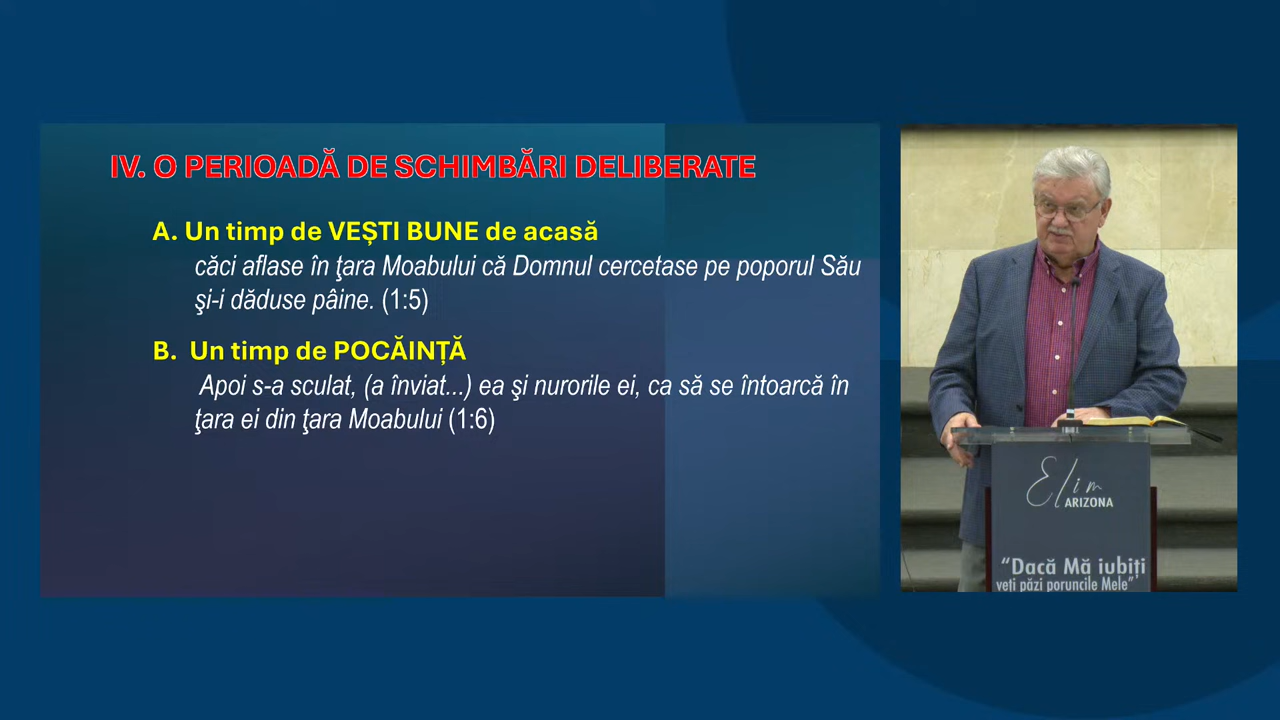 IV. O PERIOADĂ DE SCHIMBĂRI DELIBERATE
A. Un timp de VEȘTI BUNE de acasă
căci aflase în ţara Moabului că Domnul cercetase pe poporul Său
şi-i dăduse pâine. (1:5)
B. Un timp de POCĂINȚĂ
Apoi s-a sculat, (a înviat...) ea şi nurorile ei, ca să se întoarcă în
ţara ei din ţara Moabului (1:6)
Elim
ARIZONA
“Dacă Mă iubiți
veți păzi poruncile Mele”